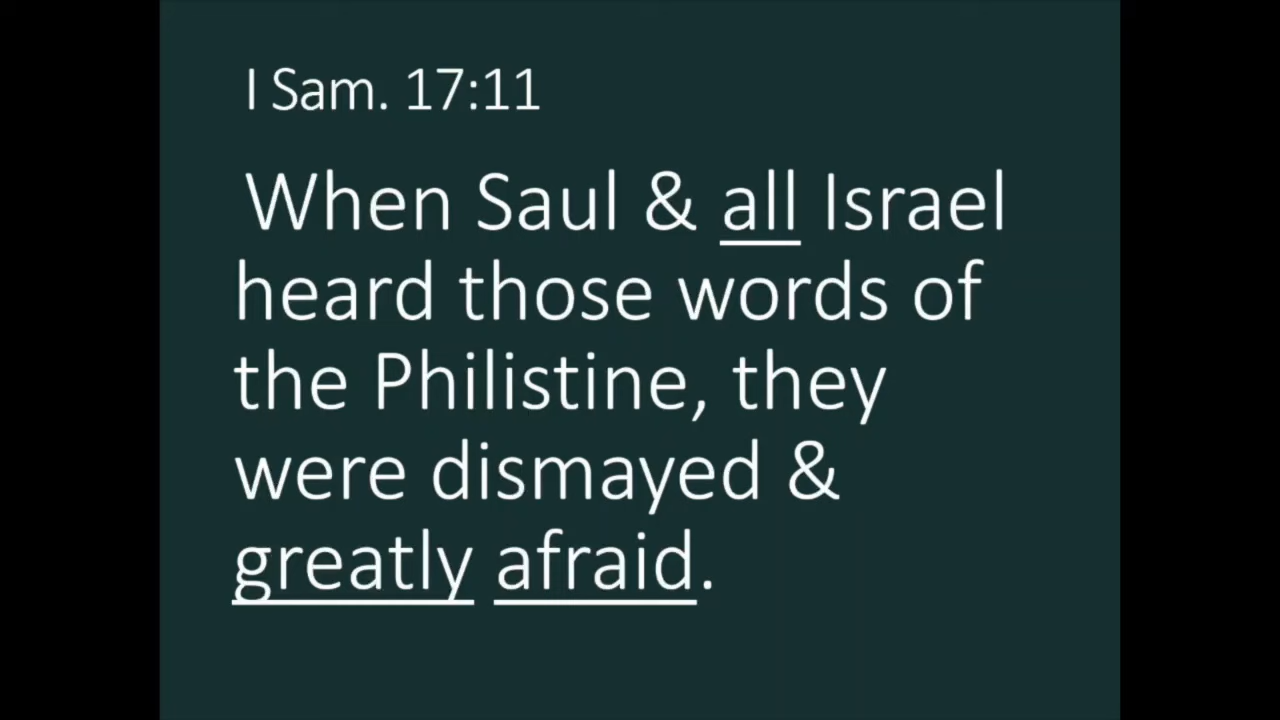 I Sam. 17:11
When Saul & all Israel
heard those words of
the Philistine, they
were dismayed &
greatly afraid.